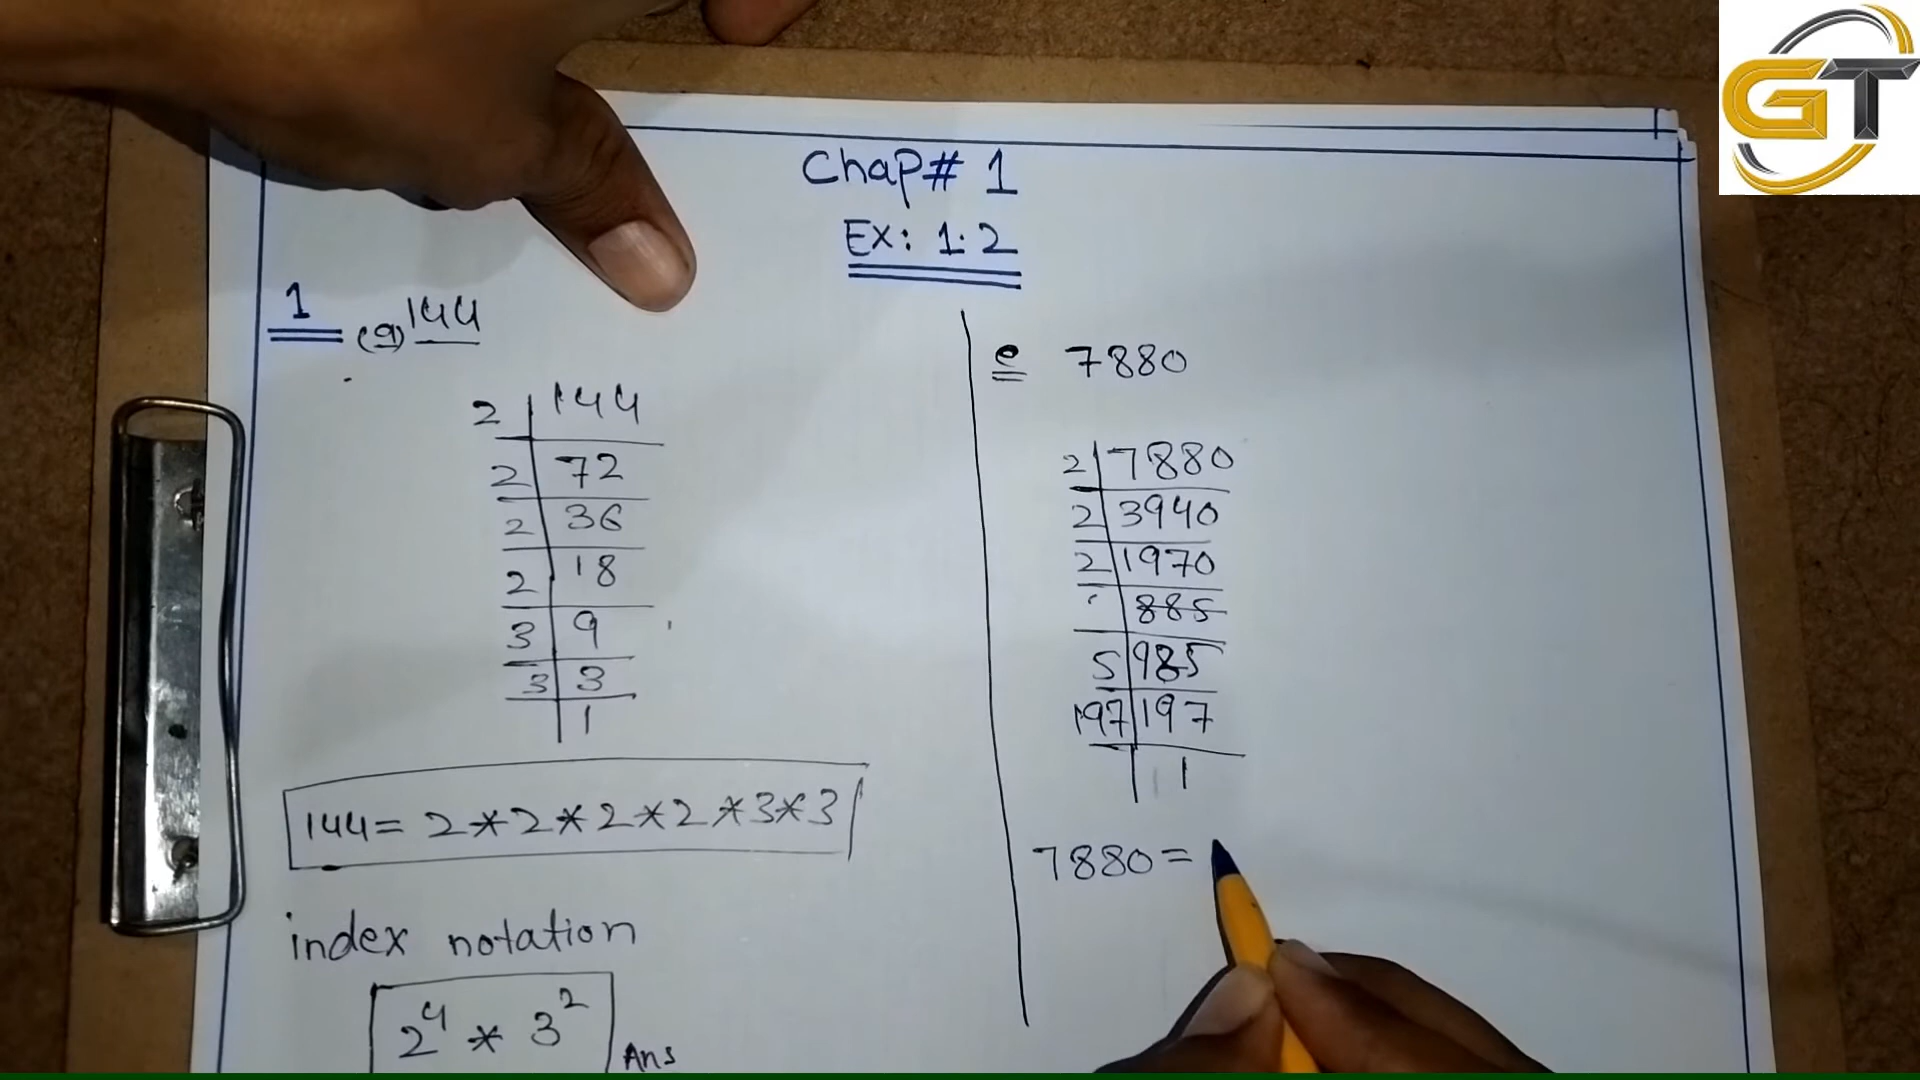 GT
Chap# 1
Ex: 1.2
1 (a) 144
2 | 144
2 | 72
2 | 36
2 | 18
3 | 9
3 | 3
1
144 = 2 * 2 * 2 * 2 * 3 * 3
index notation
2⁴ * 3²
Ans
e 7880
2 | 7880
2 | 3940
2 | 1970
885
5 | 985
197 | 197
1
7880 =